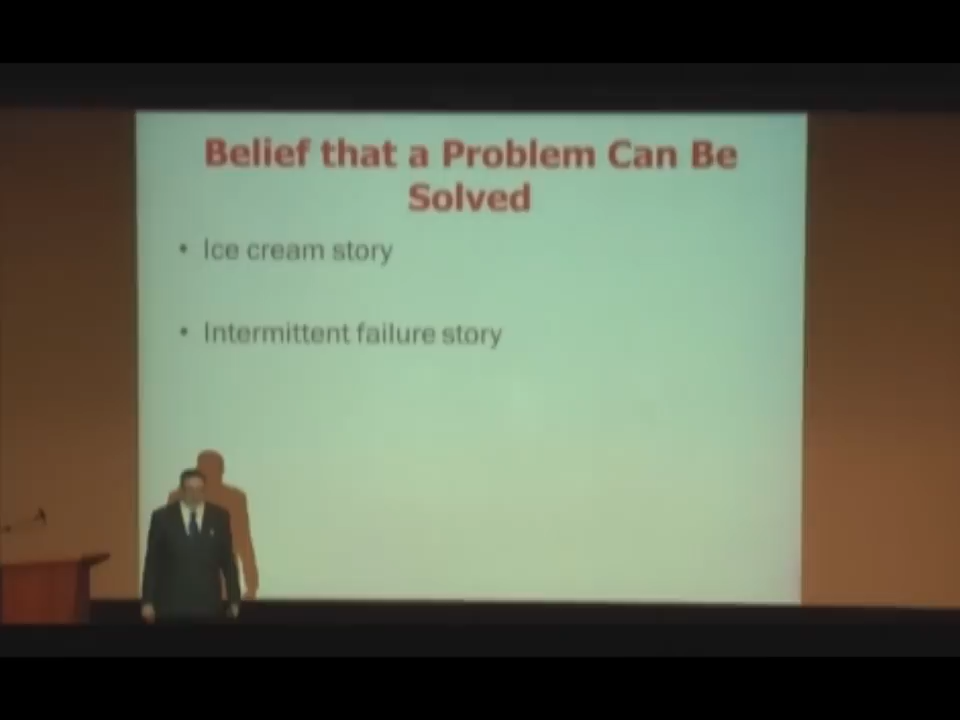 Belief that a Problem Can Be
Solved
• Ice cream story
• Intermittent failure story